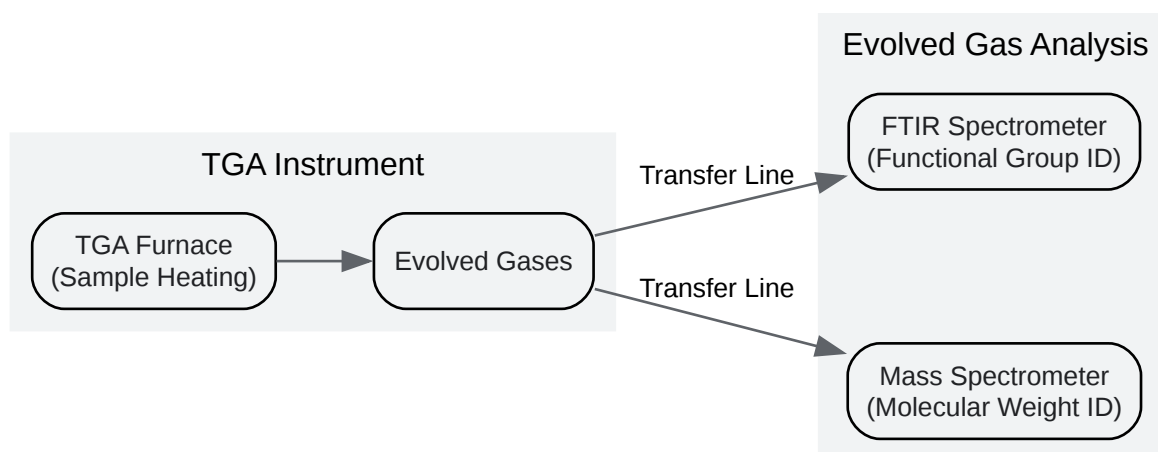 Evolved Gas Analysis
FTIR Spectrometer
(Functional Group ID)
TGA Instrument
Transfer Line
TGA Furnace
(Sample Heating)
Evolved Gases
Transfer Line
Mass Spectrometer
(Molecular Weight ID)